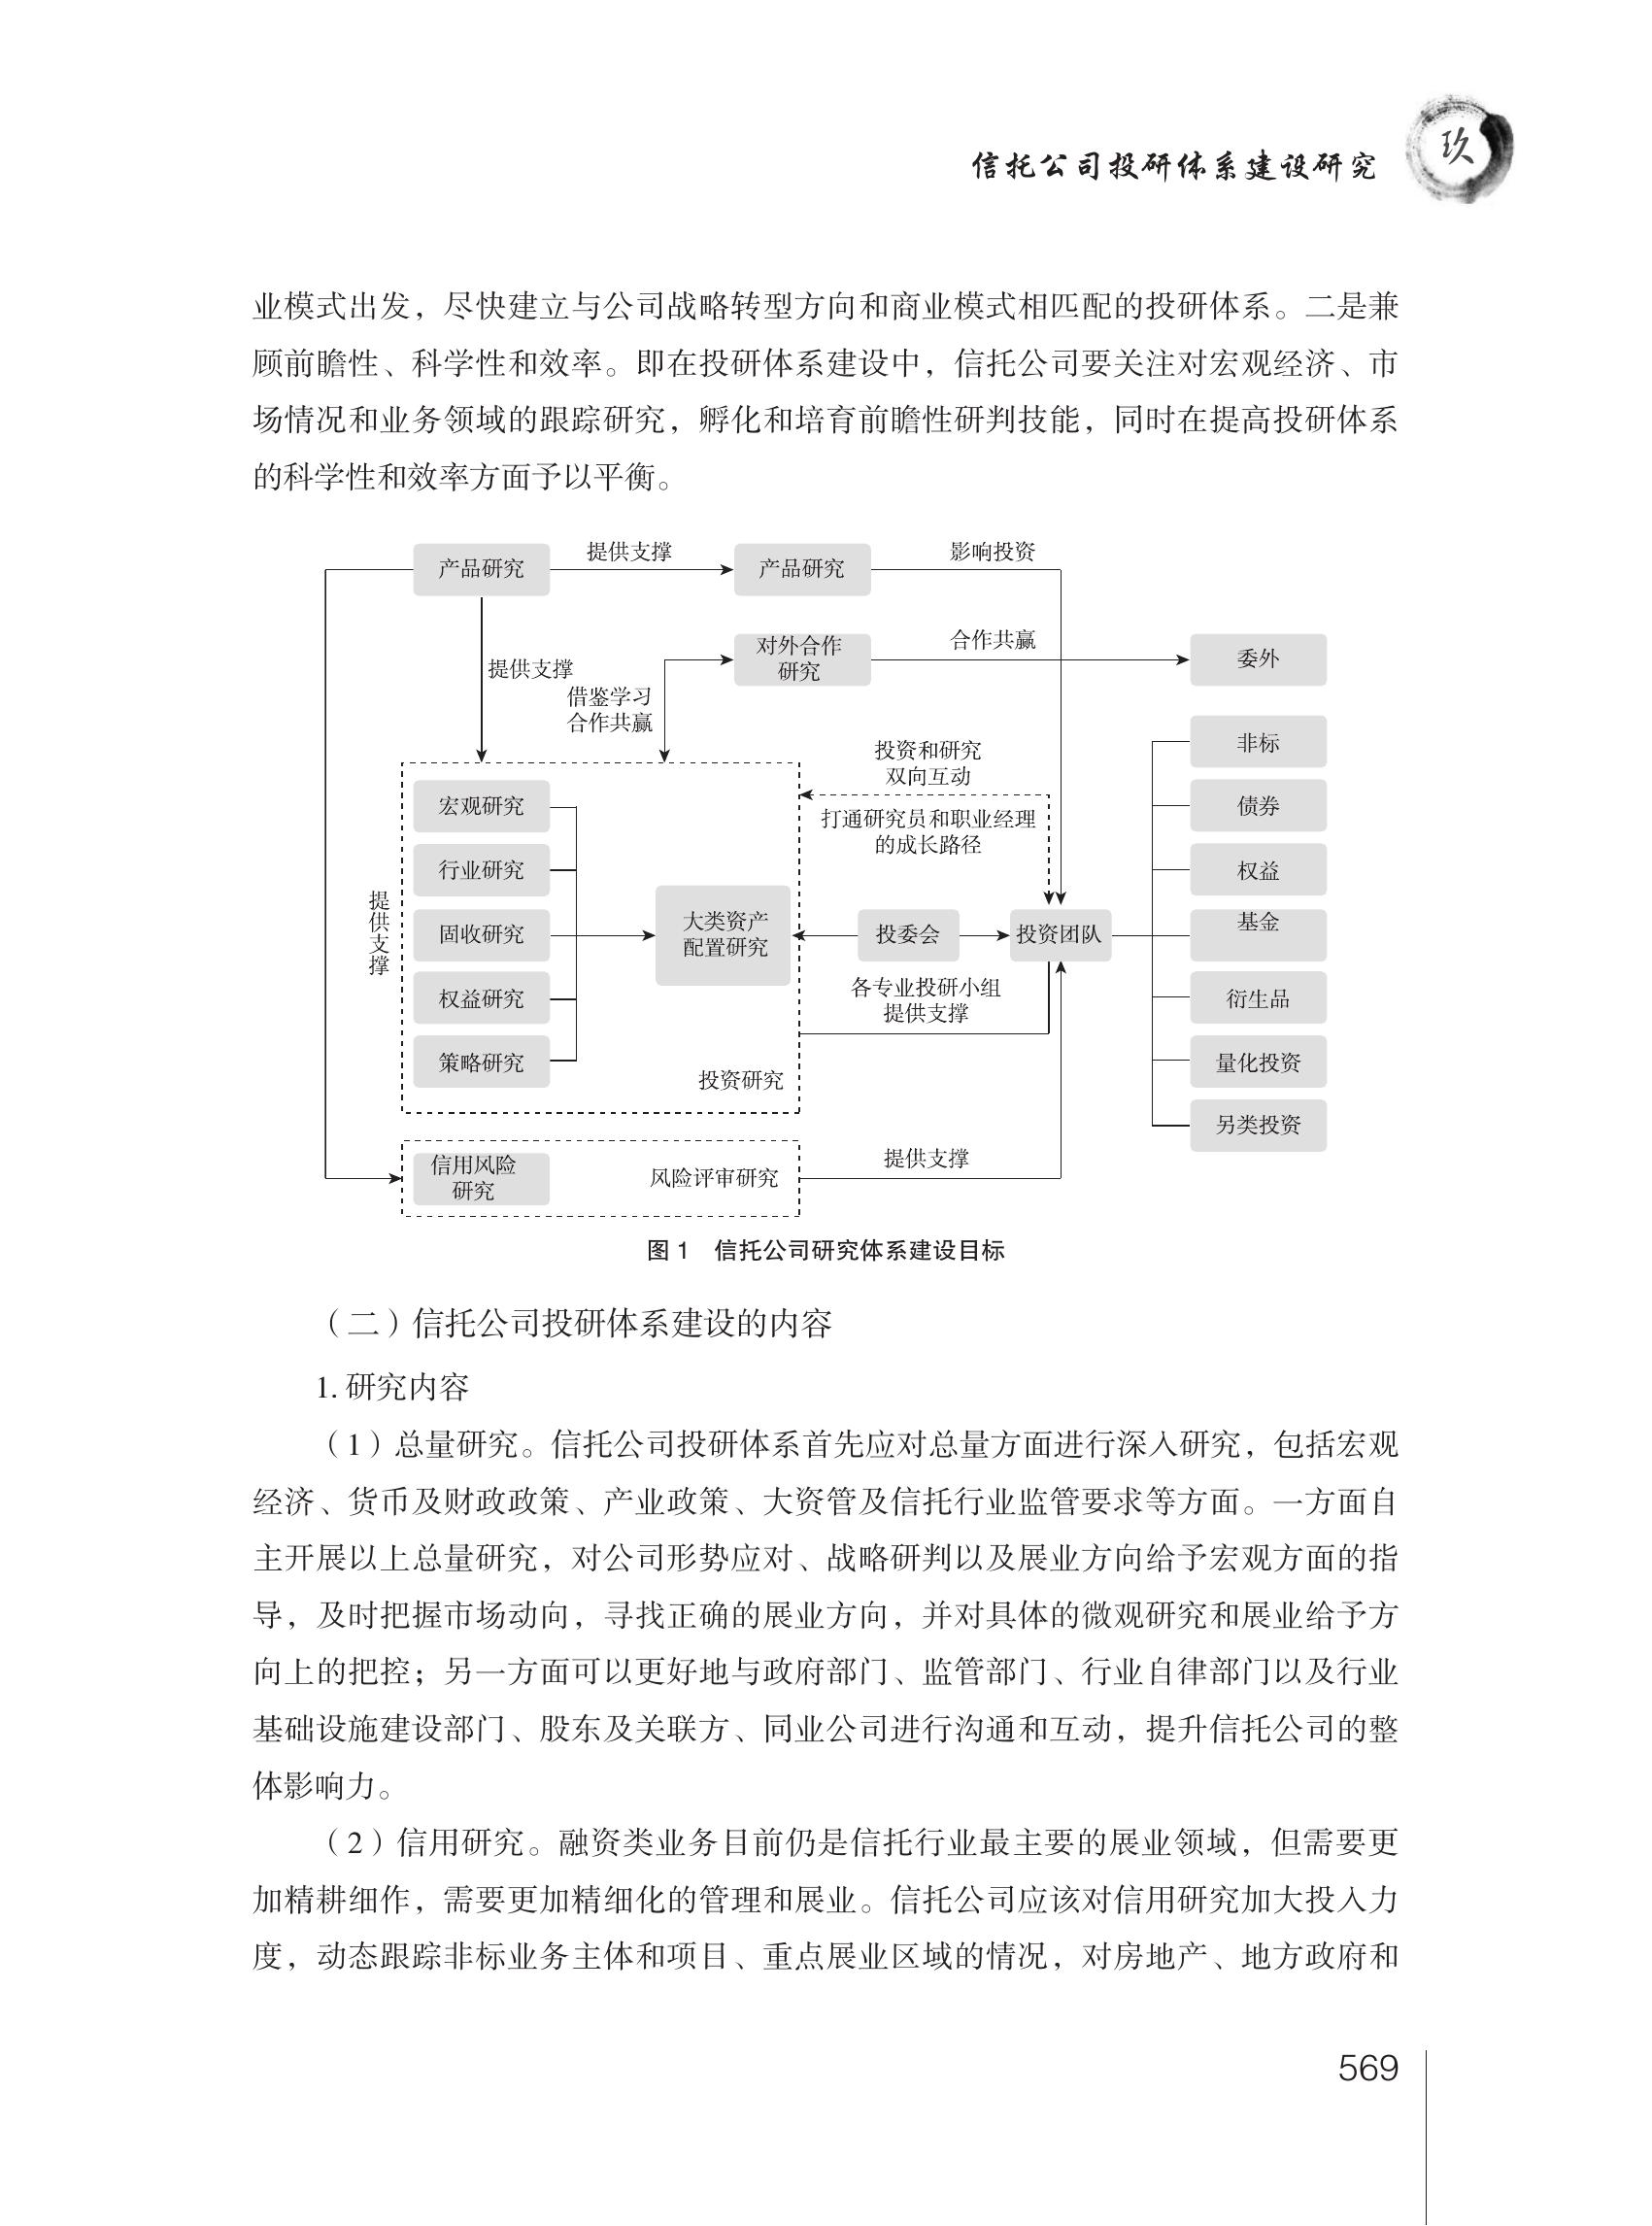 信托公司投研体系建设研究
玖
业模式出发，尽快建立与公司战略转型方向和商业模式相匹配的投研体系。二是兼
顾前瞻性、科学性和效率。即在投研体系建设中，信托公司要关注对宏观经济、市
场情况和业务领域的跟踪研究，孵化和培育前瞻性研判技能，同时在提高投研体系
的科学性和效率方面予以平衡。
产品研究
提供支撑
产品研究
影响投资
提供支撑
对外合作
研究
合作共赢
委外
借鉴学习
合作共赢
投资和研究
双向互动
打通研究员和职业经理
的成长路径
提供支撑
宏观研究
行业研究
固收研究
权益研究
策略研究
大类资产
配置研究
投委会
投资团队
各专业投研小组
提供支撑
投资研究
非标
债券
权益
基金
衍生品
量化投资
另类投资
信用风险
研究
风险评审研究
提供支撑
图 1　信托公司研究体系建设目标
（二）信托公司投研体系建设的内容
1. 研究内容
（1）总量研究。信托公司投研体系首先应对总量方面进行深入研究，包括宏观
经济、货币及财政政策、产业政策、大资管及信托行业监管要求等方面。一方面自
主开展以上总量研究，对公司形势应对、战略研判以及展业方向给予宏观方面的指
导，及时把握市场动向，寻找正确的展业方向，并对具体的微观研究和展业给予方
向上的把控；另一方面可以更好地与政府部门、监管部门、行业自律部门以及行业
基础设施建设部门、股东及关联方、同业公司进行沟通和互动，提升信托公司的整
体影响力。
（2）信用研究。融资类业务目前仍是信托行业最主要的展业领域，但需要更
加精耕细作，需要更加精细化的管理和展业。信托公司应该对信用研究加大投入力
度，动态跟踪非标业务主体和项目、重点展业区域的情况，对房地产、地方政府和
569